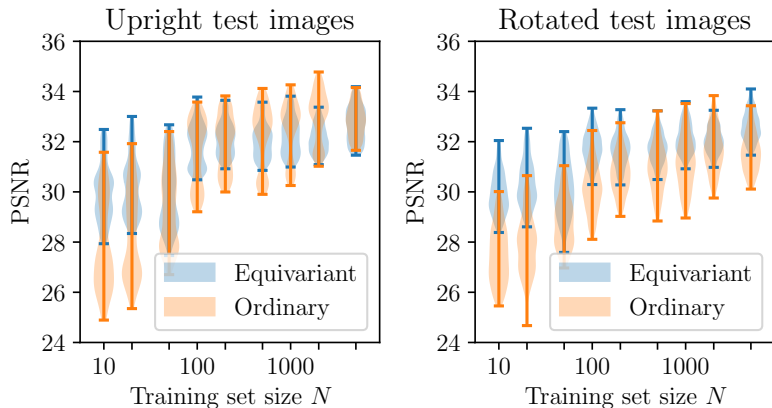 Upright test images
36
34
32
30
28
26
24
PSNR
Equivariant
Ordinary
10
100
1000
Training set size N
Rotated test images
36
34
32
30
28
26
24
PSNR
Equivariant
Ordinary
10
100
1000
Training set size N